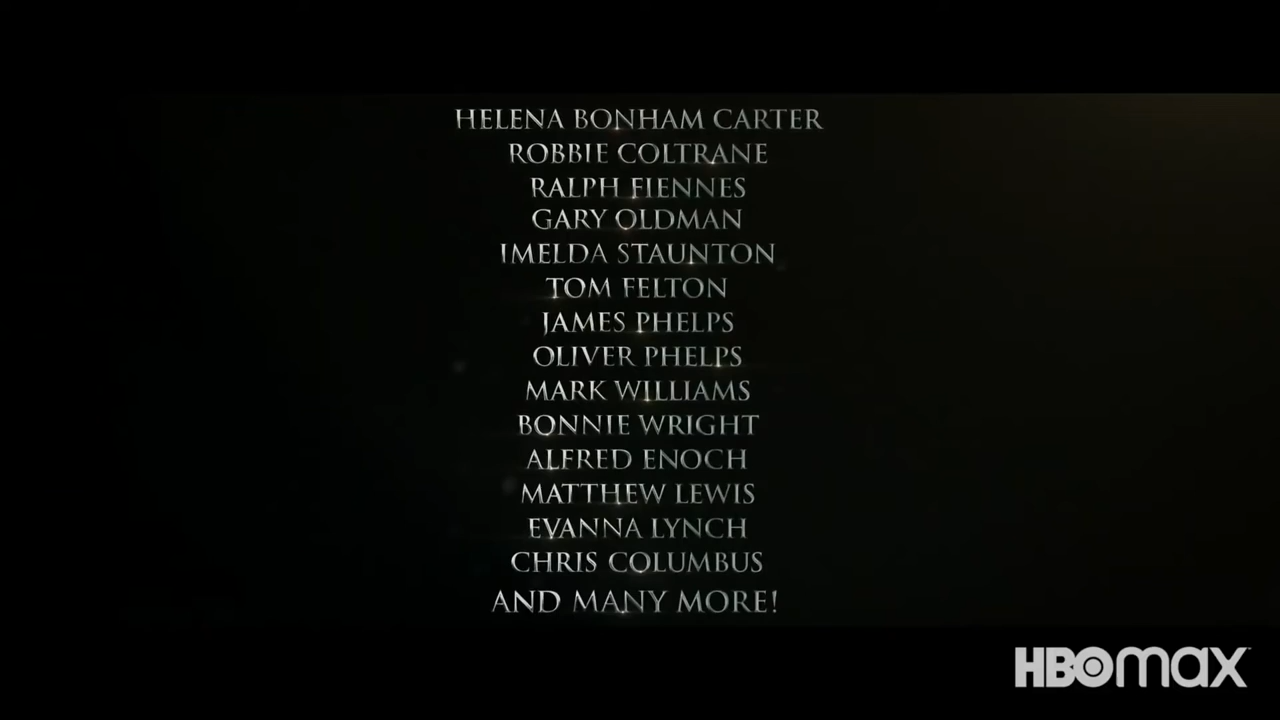 HELENA BONHAM CARTER
ROBBIE COLTRANE
RALPH FIENNES
GARY OLDMAN
IMELDA STAUNTON
TOM FELTON
JAMES PHELPS
OLIVER PHELPS
MARK WILLIAMS
BONNIE WRIGHT
ALFRED ENOCH
MATTHEW LEWIS
EVANNA LYNCH
CHRIS COLUMBUS
AND MANY MORE!
HBOmax